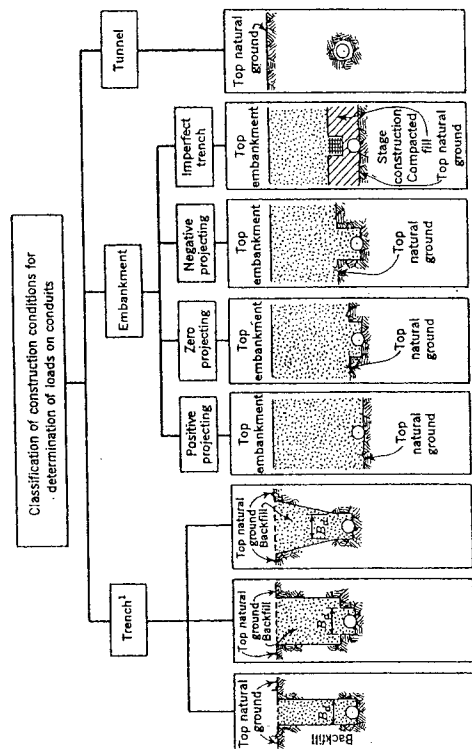 Classification of construction conditions for
determination of loads on conduits
Trench¹
Embankment
Tunnel
Positive
projecting
Zero
projecting
Negative
projecting
Imperfect
trench
Top natural
ground
B_d
Backfill
Top natural
ground
Backfill
B_d
Top natural
ground
Backfill
B_d
Top
embankment
Top natural
ground
Top
embankment
Top natural
ground
Top
embankment
Top
natural
ground
Top
embankment
Stage
construction
Compacted
fill
Top natural
ground
Top natural
ground